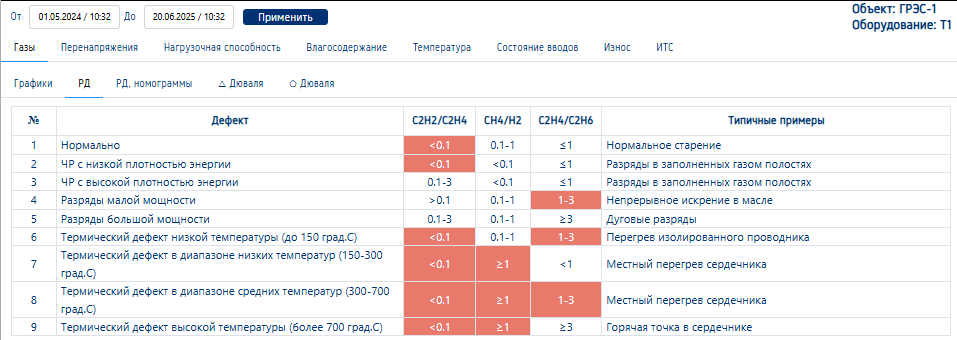 От 01.05.2024 / 10:32 До 20.06.2025 / 10:32 Применить
Объект: ГРЭС-1
Оборудование: Т1
Газы Перенапряжения Нагрузочная способность Влагосодержание Температура Состояние вводов Износ ИТС
Графики РД РД, номограммы △ Дюваля ⬠ Дюваля
№ Дефект C2H2/C2H4 CH4/H2 C2H4/C2H6 Типичные примеры
1 Нормально <0.1 0.1-1 ≤1 Нормальное старение
2 ЧР с низкой плотностью энергии <0.1 <0.1 ≤1 Разряды в заполненных газом полостях
3 ЧР с высокой плотностью энергии 0.1-3 <0.1 ≤1 Разряды в заполненных газом полостях
4 Разряды малой мощности >0.1 0.1-1 1-3 Непрерывное искрение в масле
5 Разряды большой мощности 0.1-3 0.1-1 ≥3 Дуговые разряды
6 Термический дефект низкой температуры (до 150 град.С) <0.1 0.1-1 1-3 Перегрев изолированного проводника
7 Термический дефект в диапазоне низких температур (150-300
град.С) <0.1 ≥1 <1 Местный перегрев сердечника
8 Термический дефект в диапазоне средних температур (300-700
град.С) <0.1 ≥1 1-3 Местный перегрев сердечника
9 Термический дефект высокой температуры (более 700 град.С) <0.1 ≥1 ≥3 Горячая точка в сердечнике